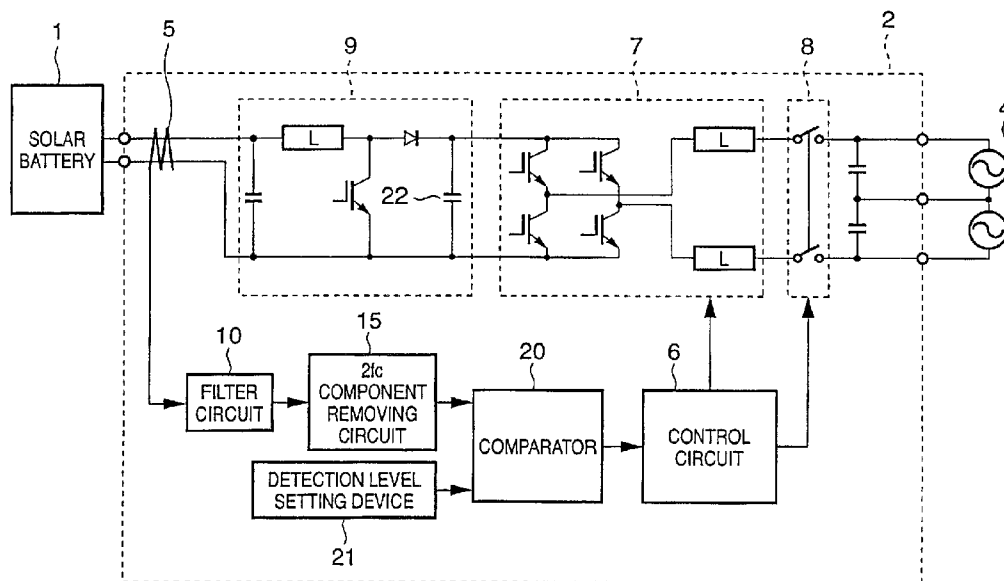 1
5
9
7
8
2
4
SOLAR
BATTERY
L
22
L
L
10
FILTER
CIRCUIT
15
2fc
COMPONENT
REMOVING
CIRCUIT
20
COMPARATOR
6
CONTROL
CIRCUIT
DETECTION LEVEL
SETTING DEVICE
21